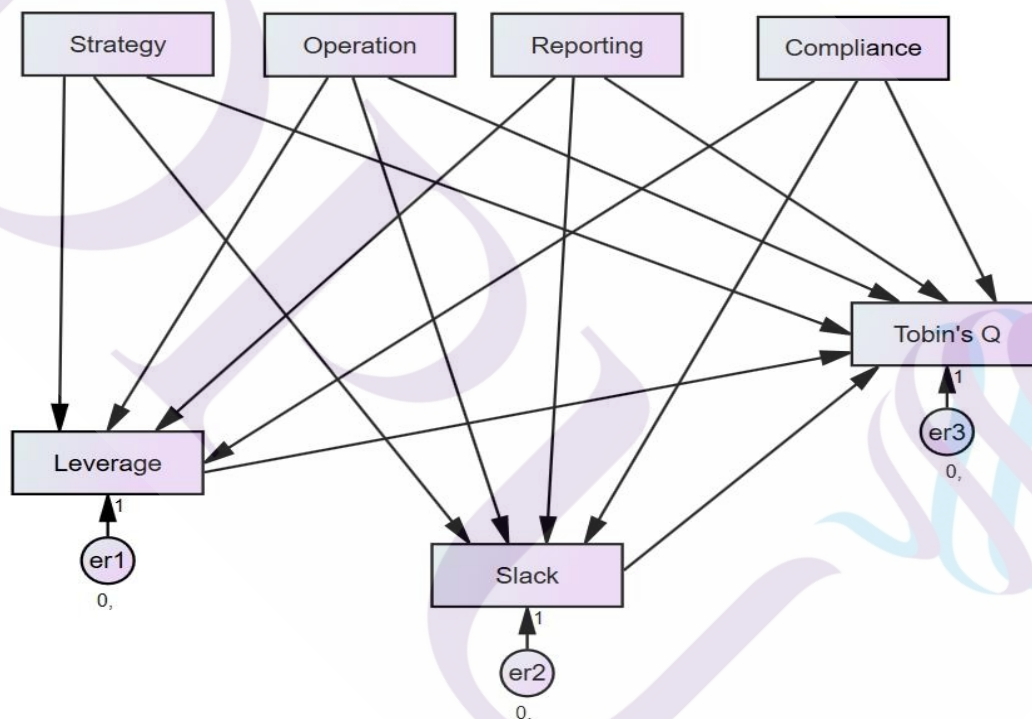 Strategy
Operation
Reporting
Compliance
Tobin's Q
1
er3
0,
Leverage
1
er1
0,
Slack
1
er2
0,